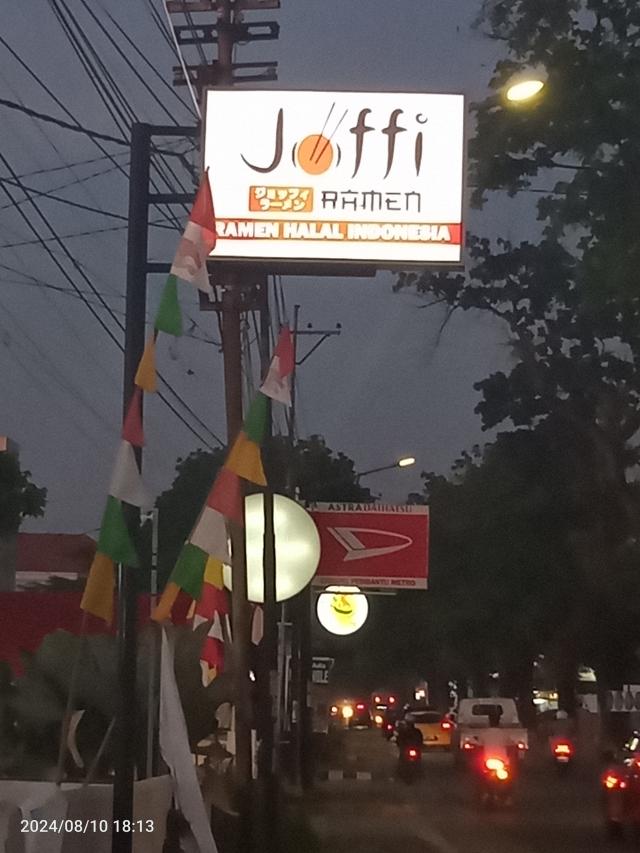 Joffi
ジョッフィ
ラーメン
RAMEN
RAMEN HALAL INDONESIA
ASTRA DAIHATSU
PEMBANTU METRO
2024/08/10 18:13